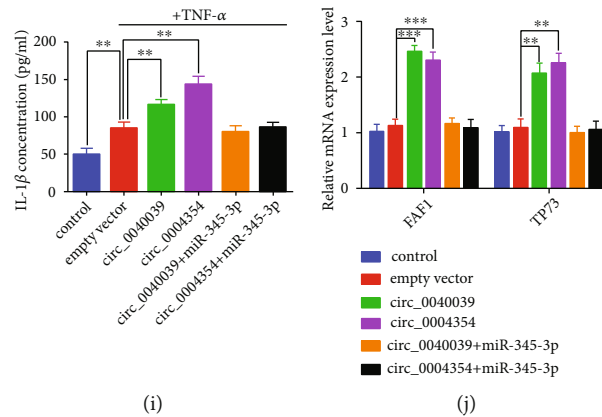 +TNF-α
IL-1β concentration (pg/ml)
200
150
100
50
0
** ** **
control
empty vector
circ_0040039
circ_0004354
circ_0040039+miR-345-3p
circ_0004354+miR-345-3p
(i)
Relative mRNA expression level
3
2
1
0
*** ***
** **
FAF1
TP73
control
empty vector
circ_0040039
circ_0004354
circ_0040039+miR-345-3p
circ_0004354+miR-345-3p
(j)